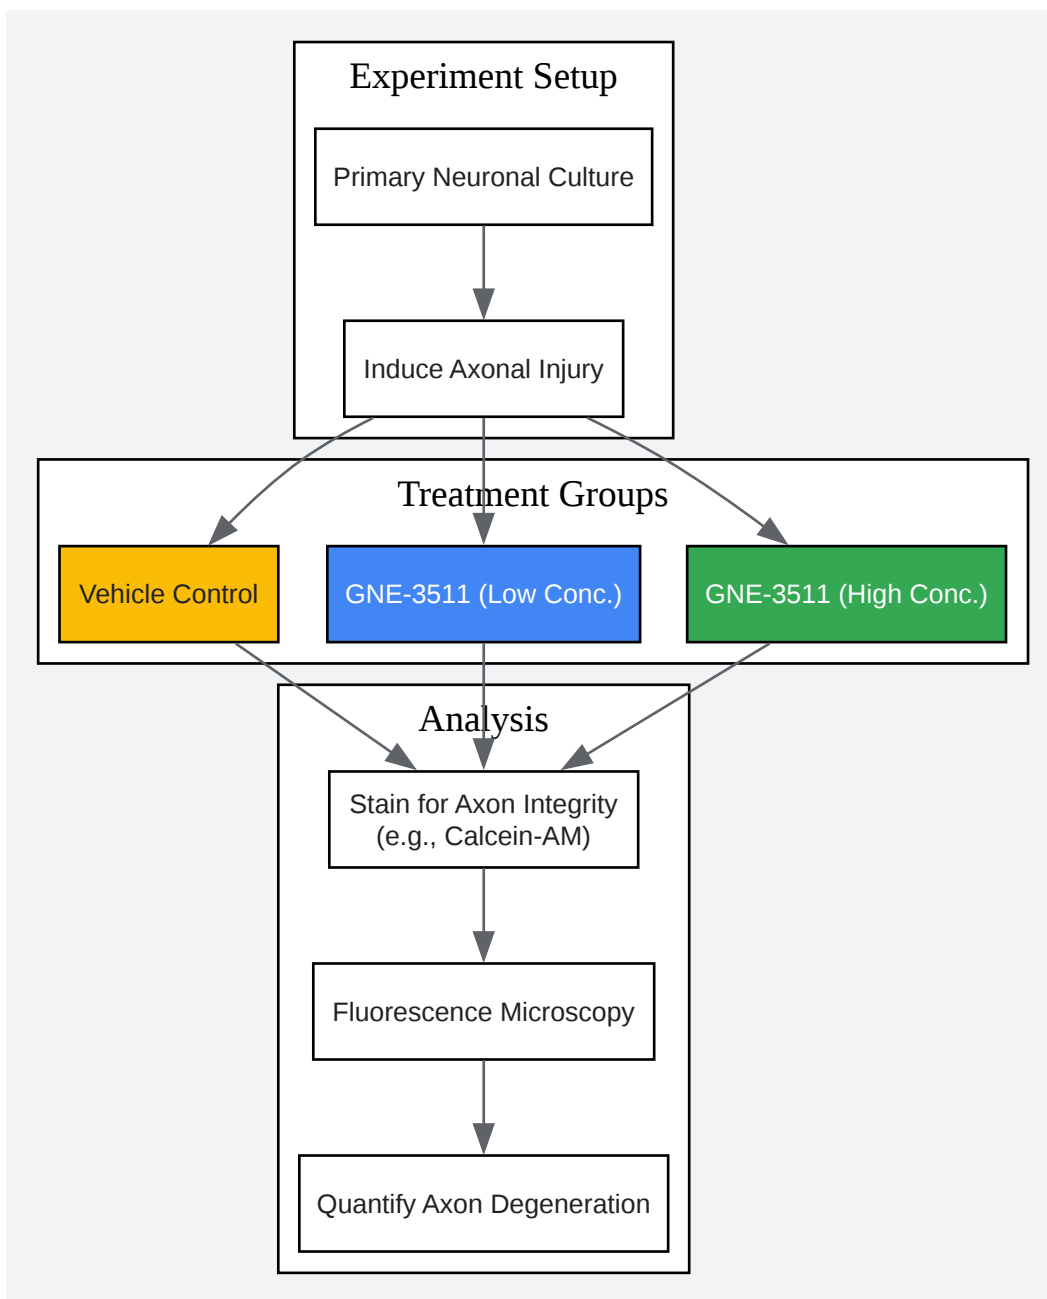 Experiment Setup
Primary Neuronal Culture
Induce Axonal Injury
Treatment Groups
Vehicle Control
GNE-3511 (Low Conc.)
GNE-3511 (High Conc.)
Analysis
Stain for Axon Integrity
(e.g., Calcein-AM)
Fluorescence Microscopy
Quantify Axon Degeneration